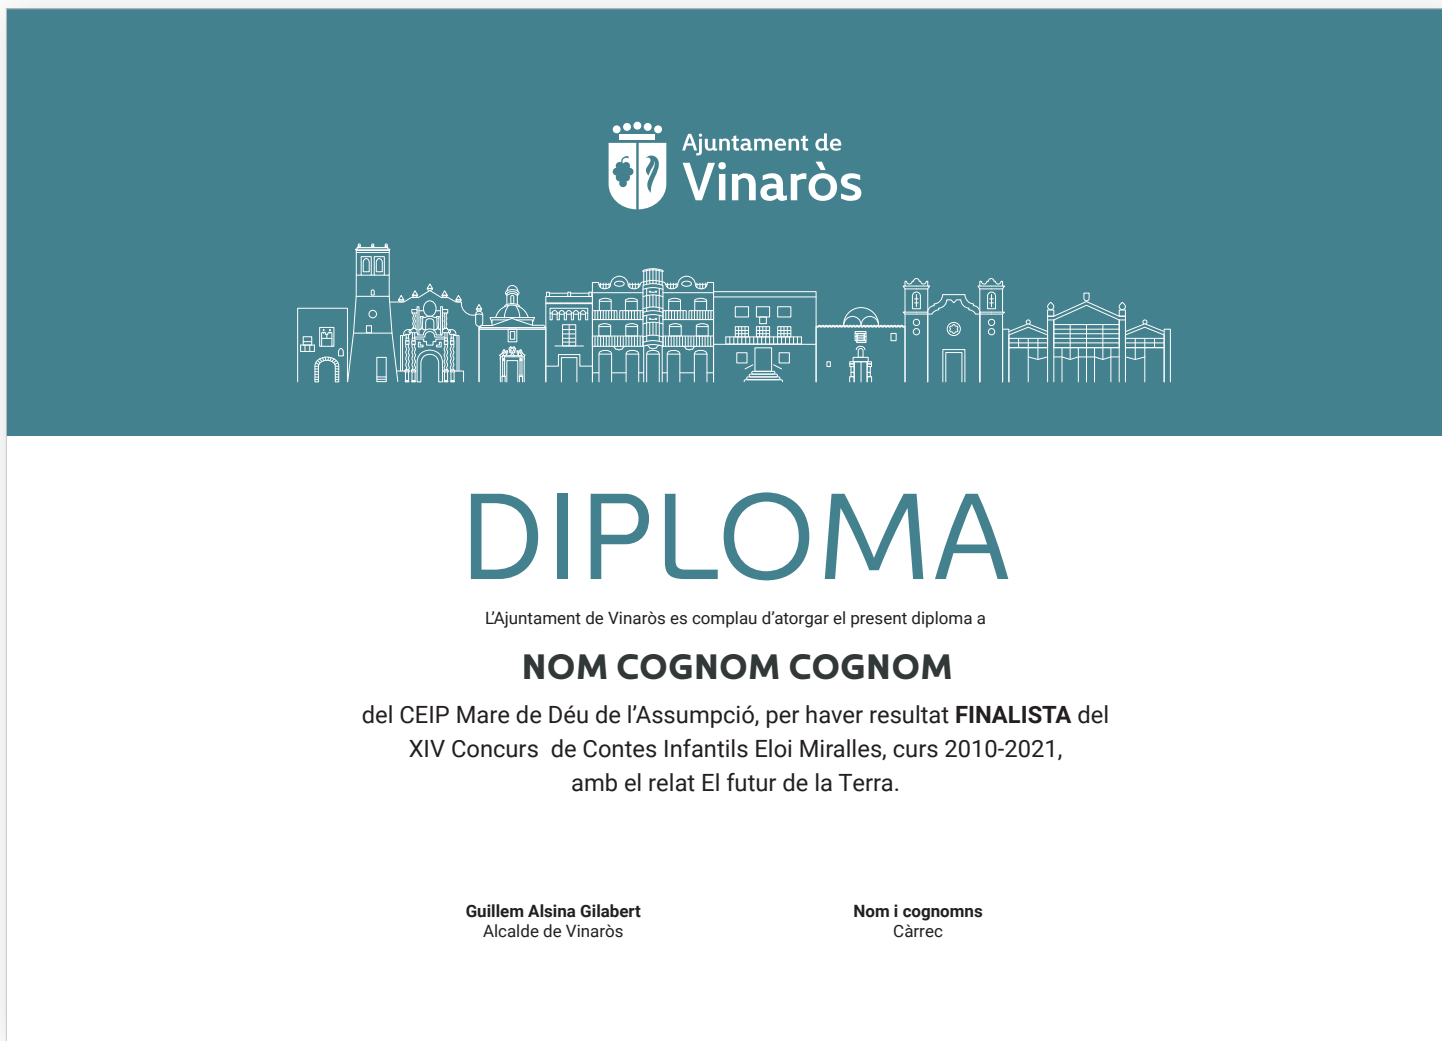 Ajuntament de
Vinaròs
DIPLOMA
L'Ajuntament de Vinaròs es complau d'atorgar el present diploma a
NOM COGNOM COGNOM
del CEIP Mare de Déu de l'Assumpció, per haver resultat FINALISTA del
XIV Concurs  de Contes Infantils Eloi Miralles, curs 2010-2021,
amb el relat El futur de la Terra.
Guillem Alsina Gilabert
Alcalde de Vinaròs
Nom i cognomns
Càrrec